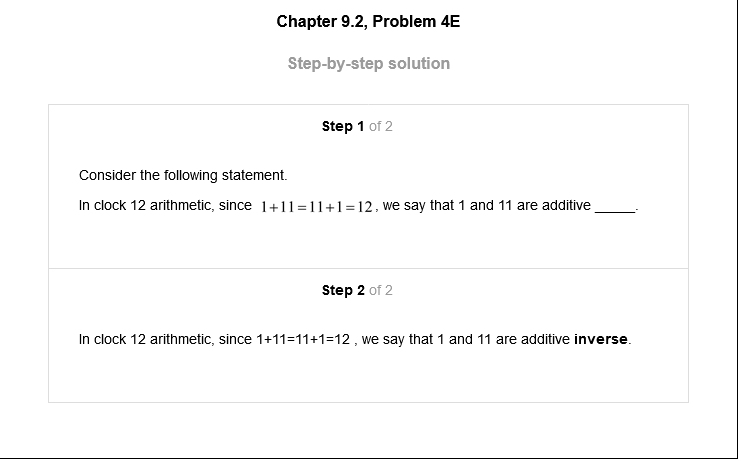 Chapter 9.2, Problem 4E
Step-by-step solution
Step 1 of 2
Consider the following statement.
In clock 12 arithmetic, since 1+11=11+1=12, we say that 1 and 11 are additive _____.
Step 2 of 2
In clock 12 arithmetic, since 1+11=11+1=12 , we say that 1 and 11 are additive inverse.